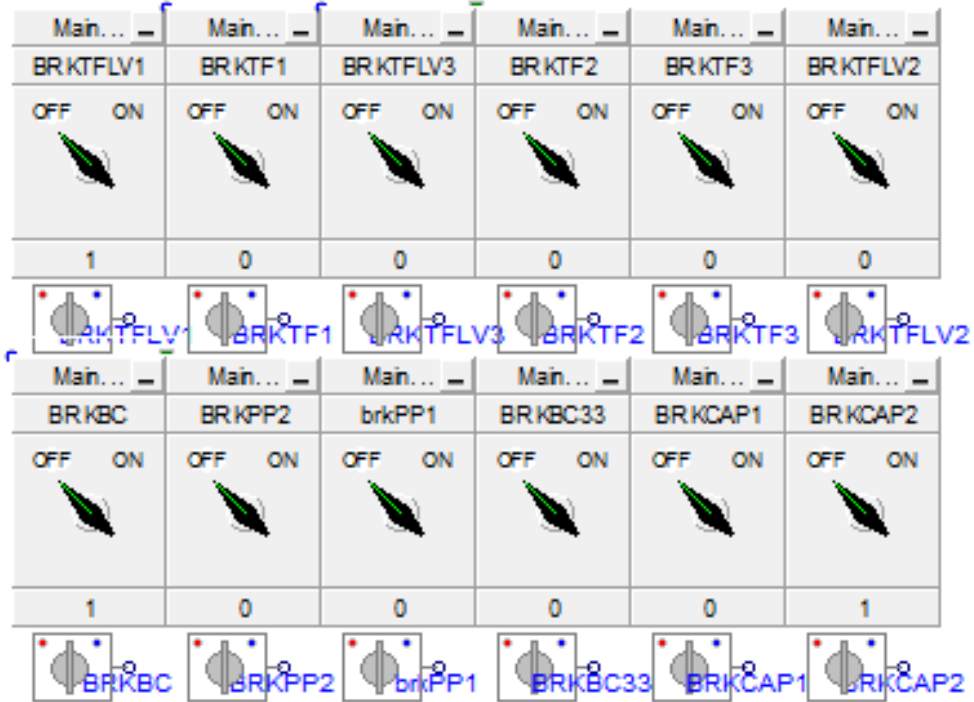 Main... Main... Main... Main... Main... Main...
BRKTFLV1 BRKTF1 BRKTFLV3 BRKTF2 BRKTF3 BRKTFLV2
OFF ON OFF ON OFF ON OFF ON OFF ON OFF ON
1 0 0 0 0 0
BRKTFLV1 BRKTF1 BRKTFLV3 BRKTF2 BRKTF3 BRKTFLV2
Main... Main... Main... Main... Main... Main...
BRKBC BRKPP2 brkPP1 BRKBC33 BRKCAP1 BRKCAP2
OFF ON OFF ON OFF ON OFF ON OFF ON OFF ON
1 0 0 0 0 1
BRKBC BRKPP2 brkPP1 BRKBC33 BRKCAP1 BRKCAP2